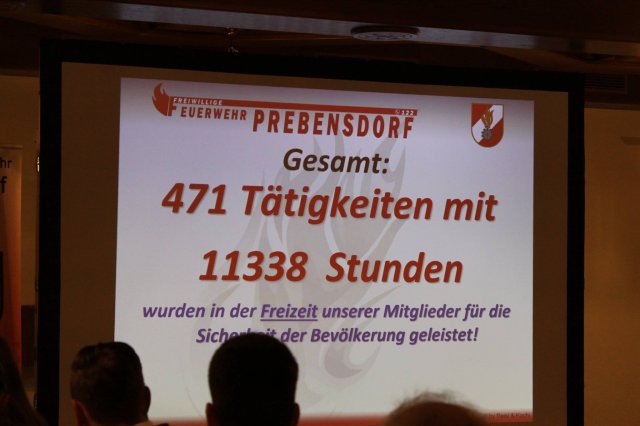 FREIWILLIGE
FEUERWEHR PREBENSDORF
122
Gesamt:
471 Tätigkeiten mit
11338 Stunden
wurden in der Freizeit unserer Mitglieder für die
Sicherheit der Bevölkerung geleistet!